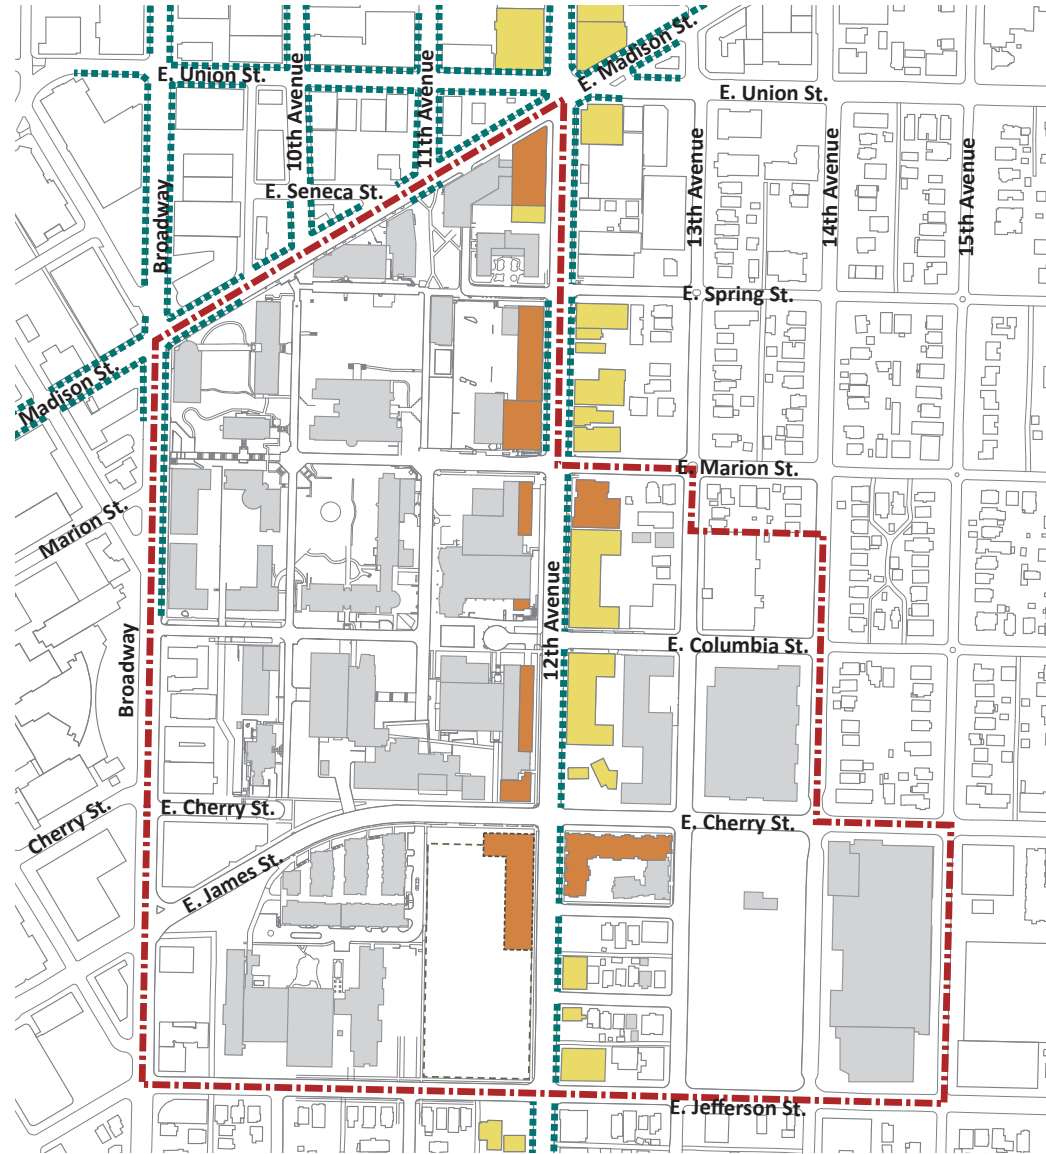 E. Madison St.
E. Union St.
E. Union St.
10th Avenue
11th Avenue
13th Avenue
14th Avenue
15th Avenue
E. Seneca St.
Broadway
E. Spring St.
Madison St.
E. Marion St.
Marion St.
12th Avenue
E. Columbia St.
Broadway
E. Cherry St.
Cherry St.
E. Cherry St.
E. James St.
E. Jefferson St.